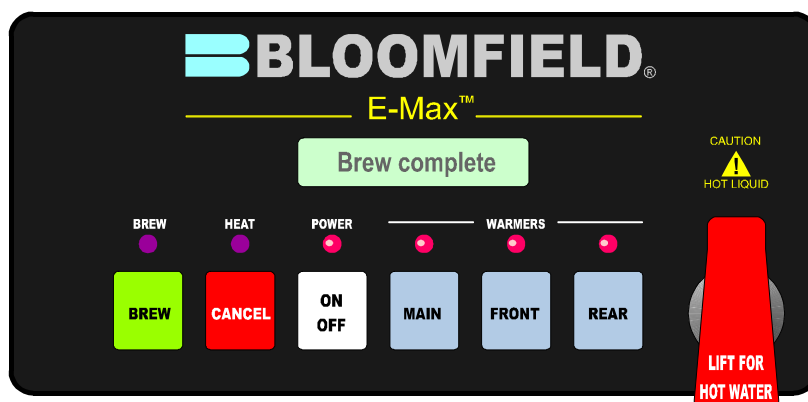 BLOOMFIELD®
E-Max™
Brew complete
CAUTION
HOT LIQUID
BREW HEAT POWER WARMERS
BREW CANCEL ON OFF MAIN FRONT REAR
LIFT FOR
HOT WATER